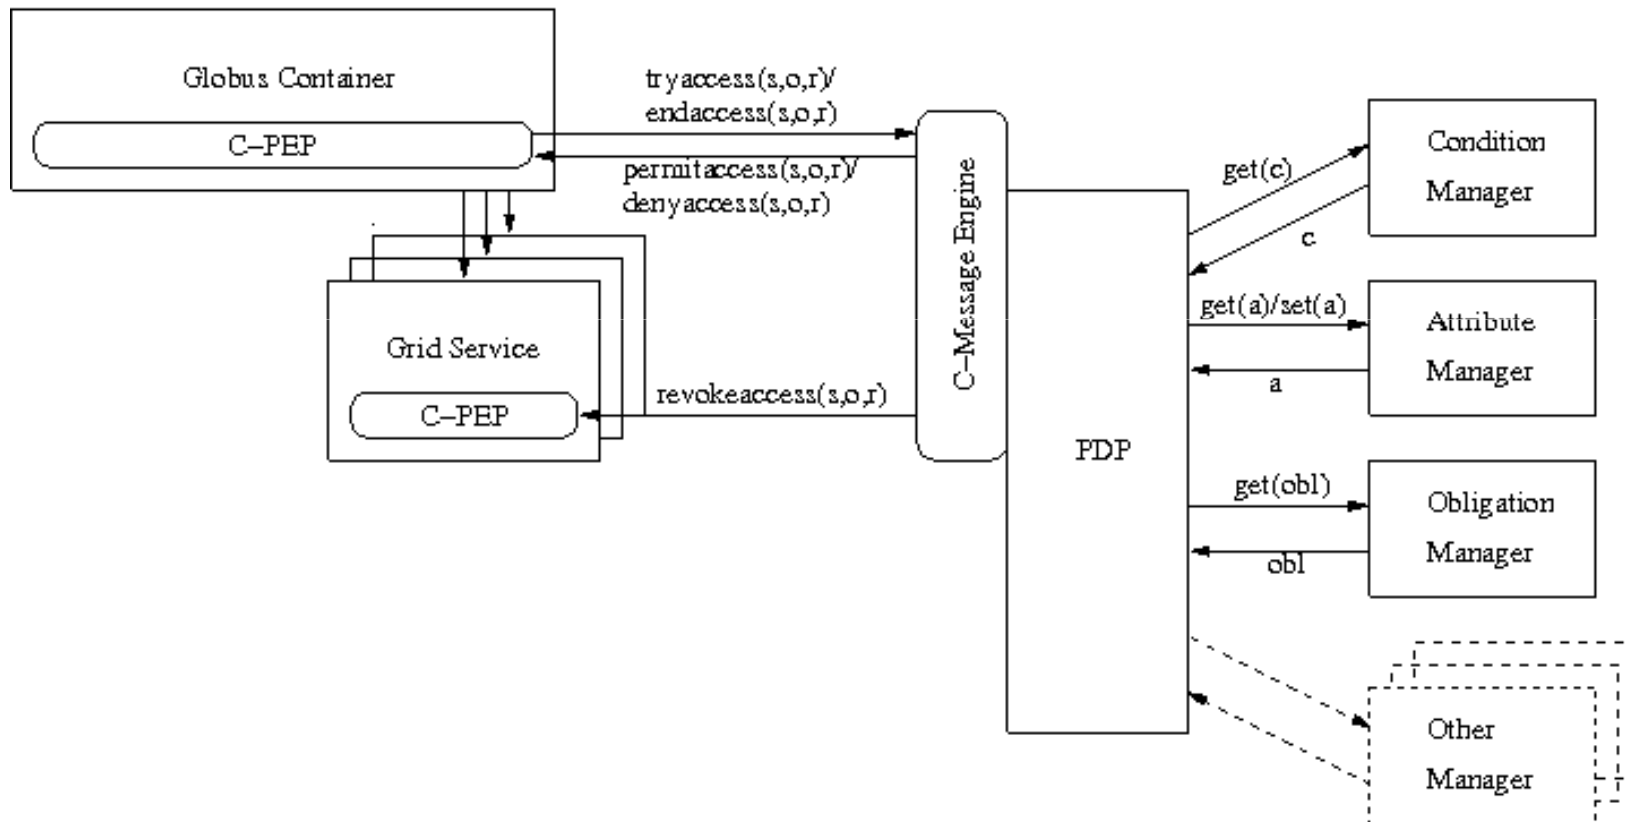 Globus Container
C-PEP
tryaccess(s,o,r)/
endaccess(s,o,r)
permitaccess(s,o,r)/
denyaccess(s,o,r)
Grid Service
C-PEP
revokeaccess(s,o,r)
C-Message Engine
PDP
get(c)
c
Condition
Manager
get(a)/set(a)
a
Attribute
Manager
get(obl)
obl
Obligation
Manager
Other
Manager